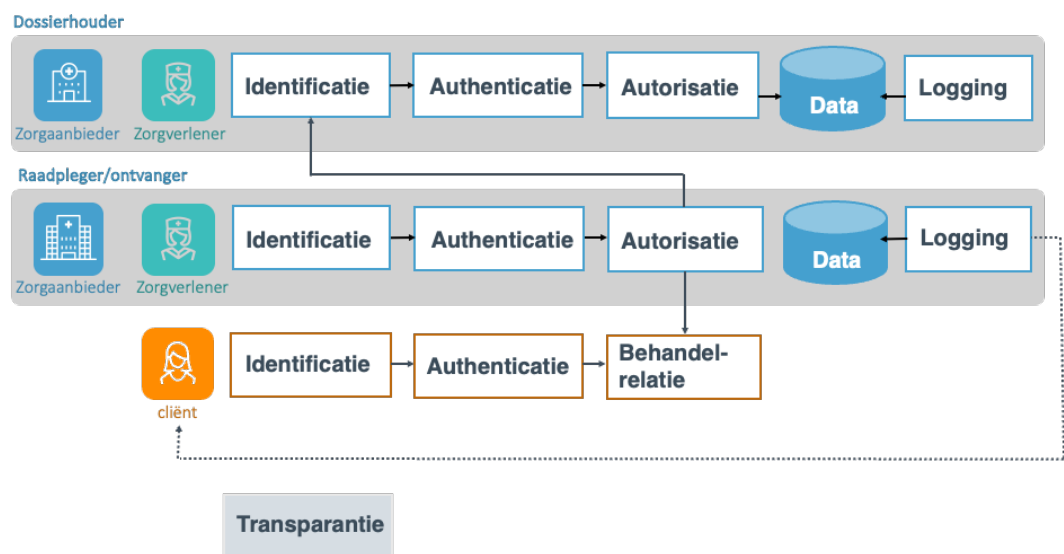 Dossierhouder
Identificatie
Authenticatie
Autorisatie
Data
Logging
Zorgaanbieder
Zorgverlener
Raadpleger/ontvanger
Identificatie
Authenticatie
Autorisatie
Data
Logging
Zorgaanbieder
Zorgverlener
Identificatie
Authenticatie
Behandel-
relatie
cliënt
Transparantie